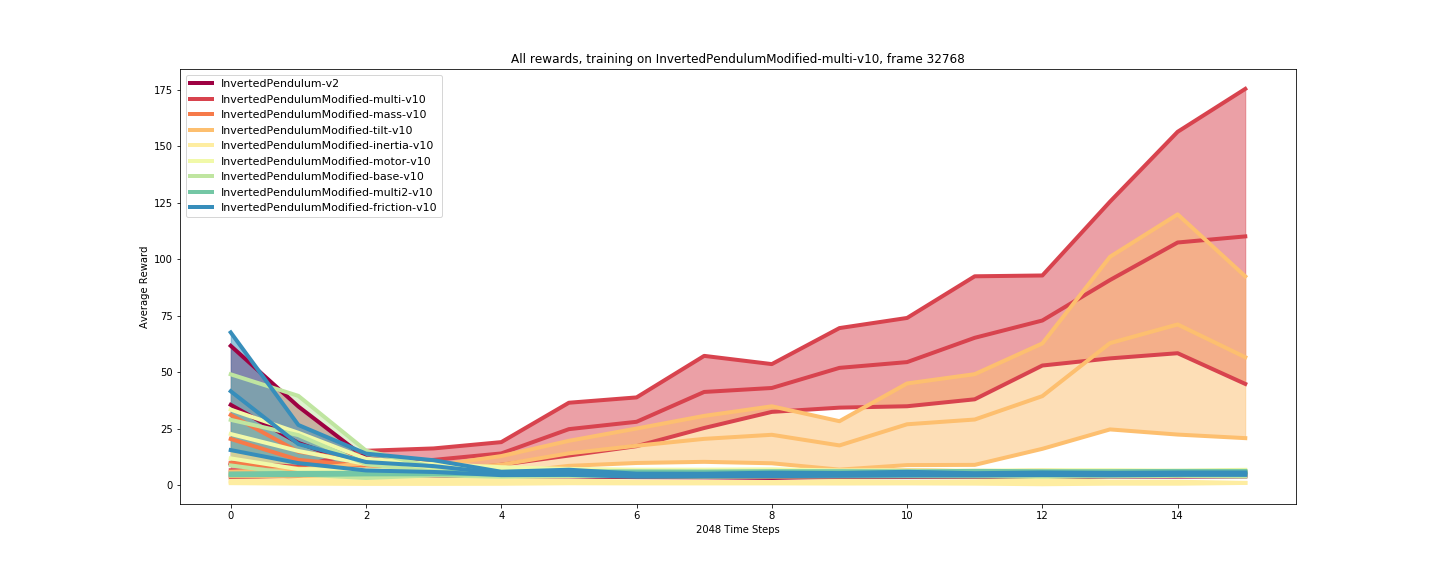 All rewards, training on InvertedPendulumModified-multi-v10, frame 32768
InvertedPendulum-v2
InvertedPendulumModified-multi-v10
InvertedPendulumModified-mass-v10
InvertedPendulumModified-tilt-v10
InvertedPendulumModified-inertia-v10
InvertedPendulumModified-motor-v10
InvertedPendulumModified-base-v10
InvertedPendulumModified-multi2-v10
InvertedPendulumModified-friction-v10
Average Reward
175
150
125
100
75
50
25
0
0 2 4 6 8 10 12 14
2048 Time Steps